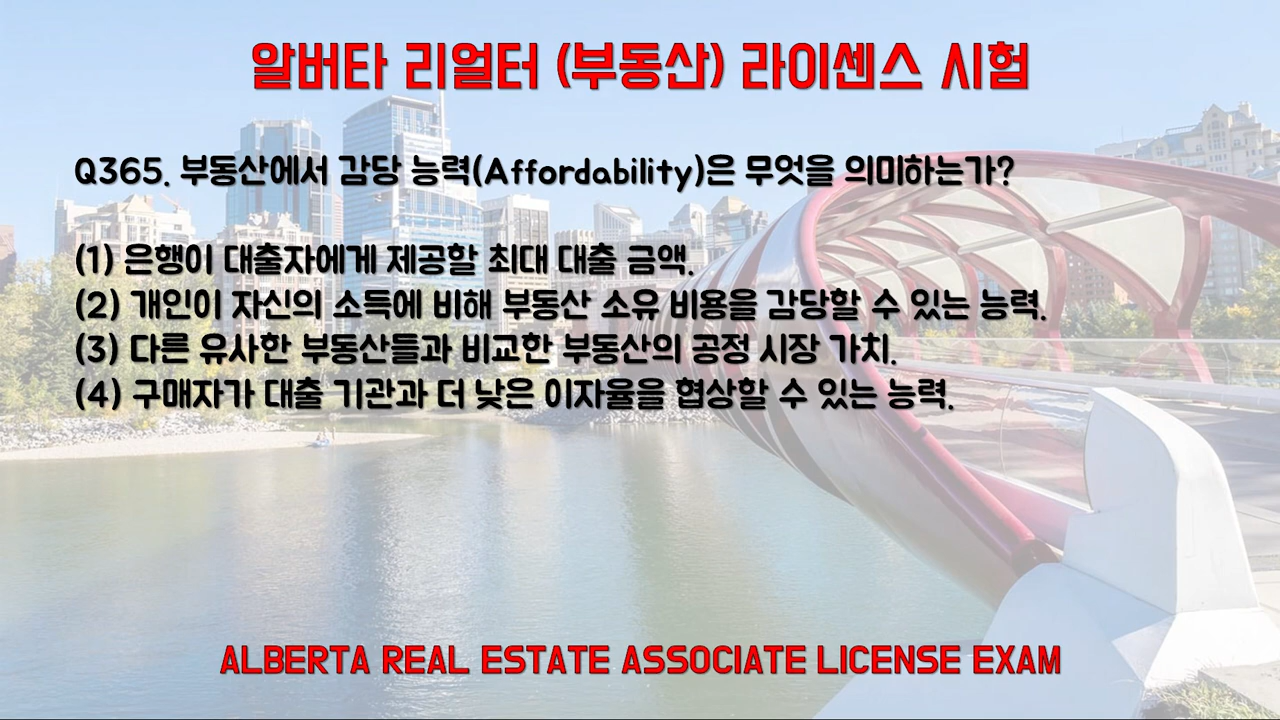 알버타 리얼터 (부동산) 라이센스 시험
Q365. 부동산에서 감당 능력(Affordability)은 무엇을 의미하는가?
(1) 은행이 대출자에게 제공할 최대 대출 금액.
(2) 개인이 자신의 소득에 비해 부동산 소유 비용을 감당할 수 있는 능력.
(3) 다른 유사한 부동산들과 비교한 부동산의 공정 시장 가치.
(4) 구매자가 대출 기관과 더 낮은 이자율을 협상할 수 있는 능력.
ALBERTA REAL ESTATE ASSOCIATE LICENSE EXAM